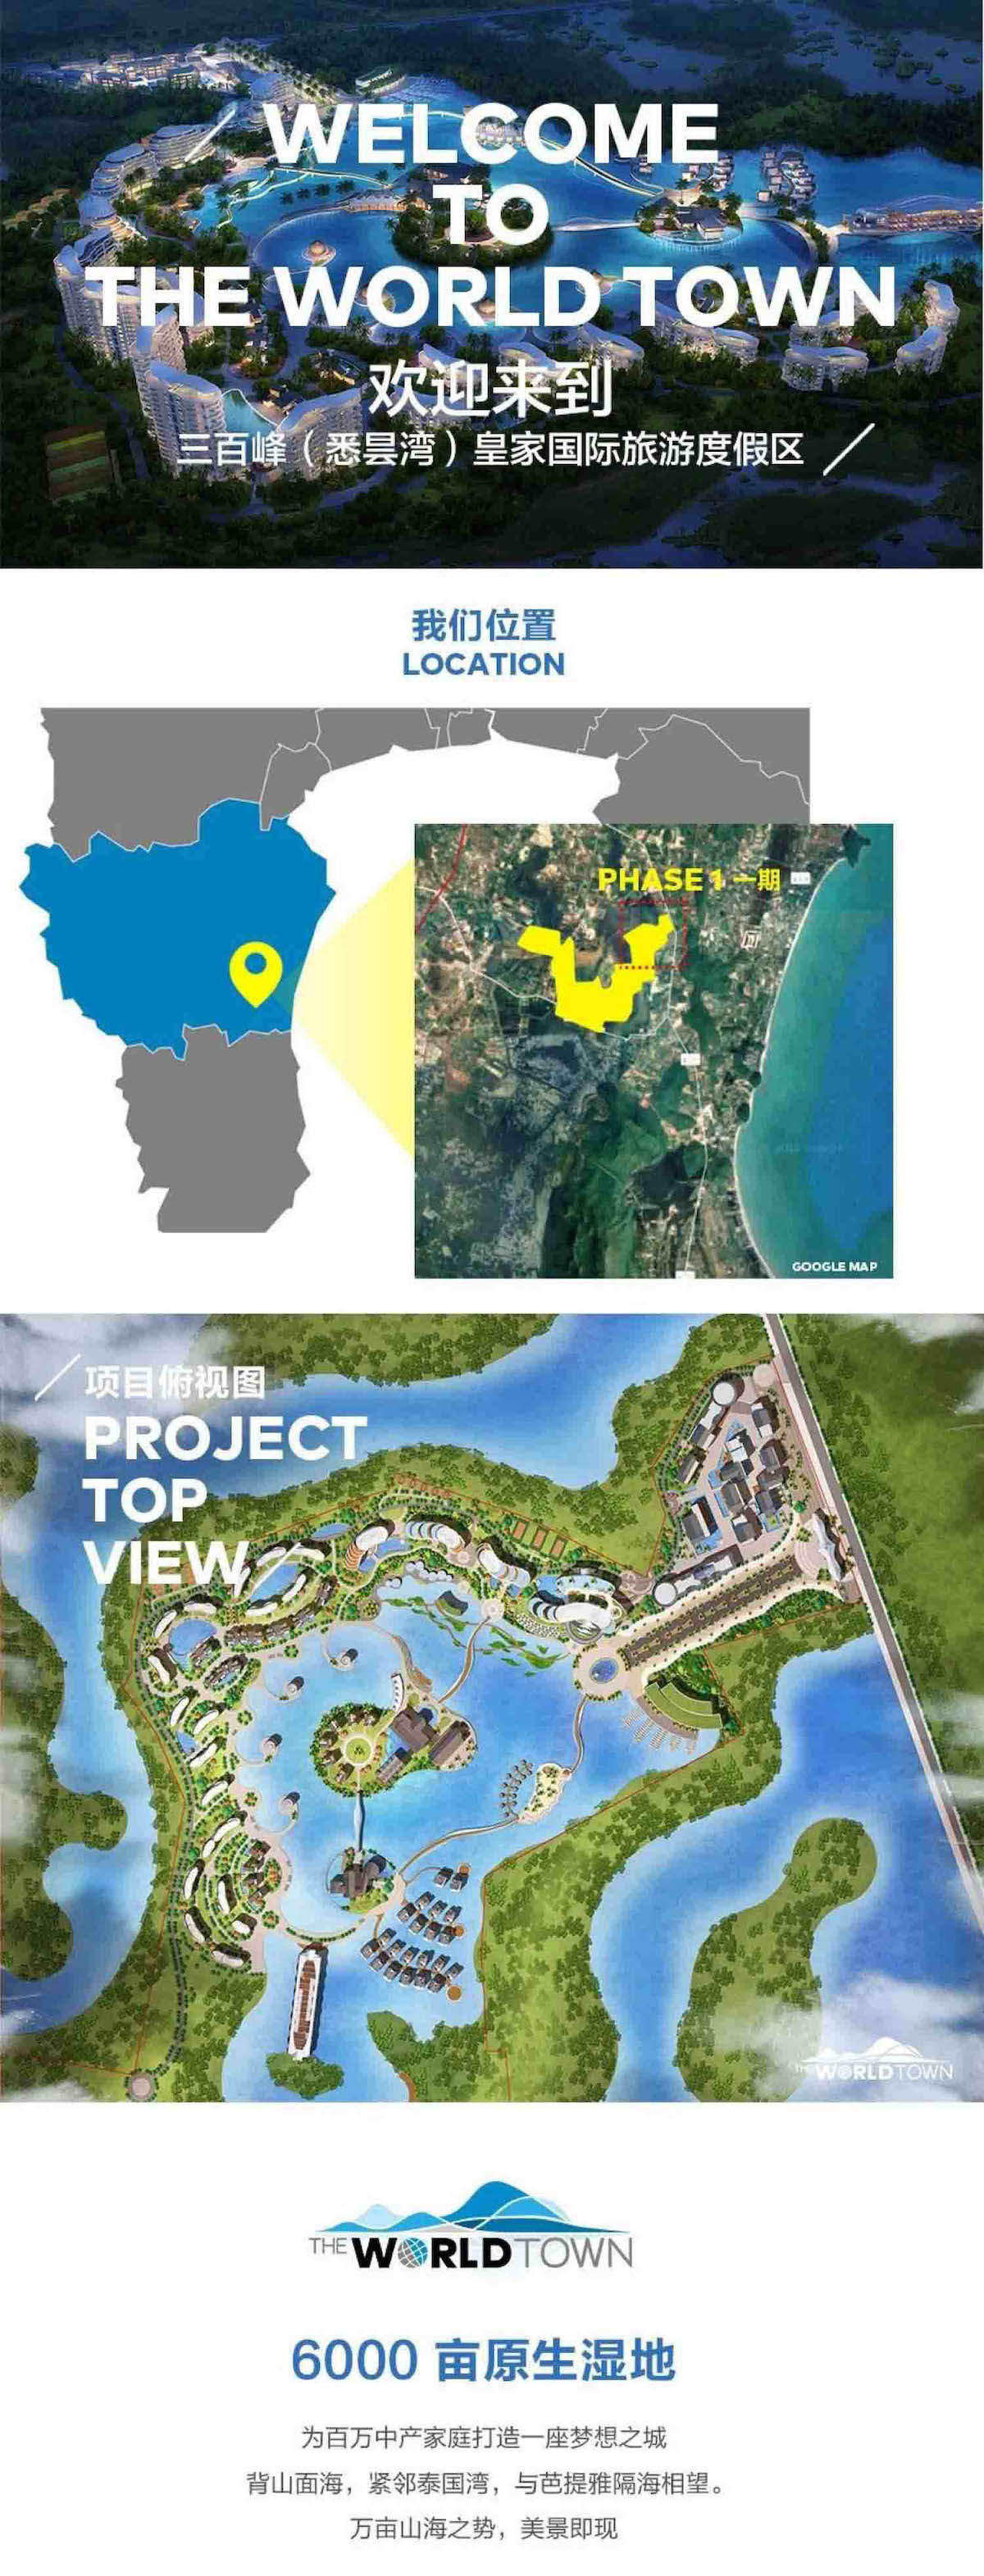 WELCOME
TO
THE WORLD TOWN
欢迎来到
三百峰（悉昙湾）皇家国际旅游度假区
我们位置
LOCATION
PHASE 1 一期
GOOGLE MAP
项目俯视图
PROJECT
TOP
VIEW
THE WORLD TOWN
THE WORLD TOWN
6000 亩原生湿地
为百万中产家庭打造一座梦想之城
背山面海，紧邻泰国湾，与芭提雅隔海相望。
万亩山海之势，美景即现